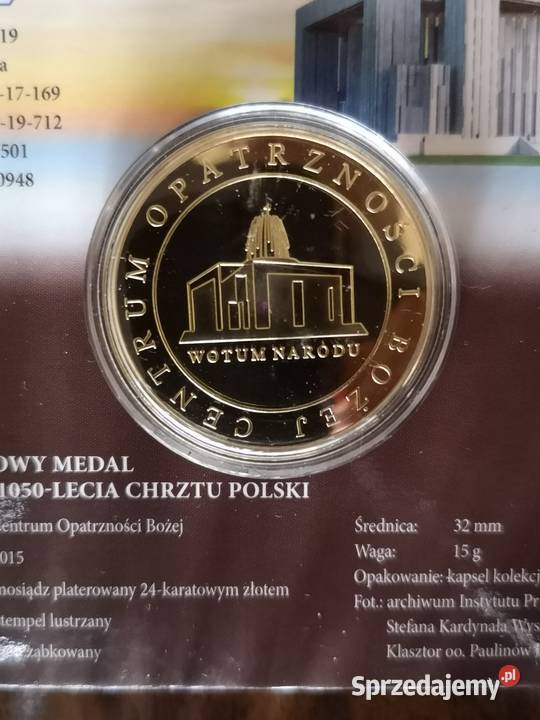 19
a
-17-169
-19-712
501
0948
CENTRUM OPATRZNOŚCI BOŻEJ
WOTUM NARODU
OWY MEDAL
1050-LECIA CHRZTU POLSKI
entrum Opatrzności Bożej
015
mosiądz platerowany 24-karatowym złotem
stempel lustrzany
ząbkowany
Średnica: 32 mm
Waga: 15 g
Opakowanie: kapsel kolekcj
Fot.: archiwum Instytutu Pr
Stefana Kardynała Wys
Klasztor oo. Paulinów
Sprzedajemy.pl